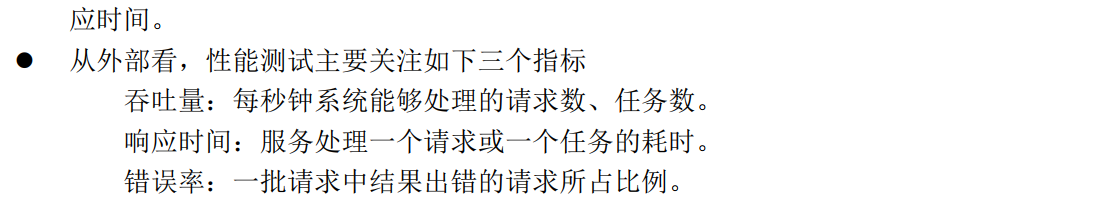 应时间。
● 从外部看，性能测试主要关注如下三个指标
吞吐量：每秒钟系统能够处理的请求数、任务数。
响应时间：服务处理一个请求或一个任务的耗时。
错误率：一批请求中结果出错的请求所占比例。